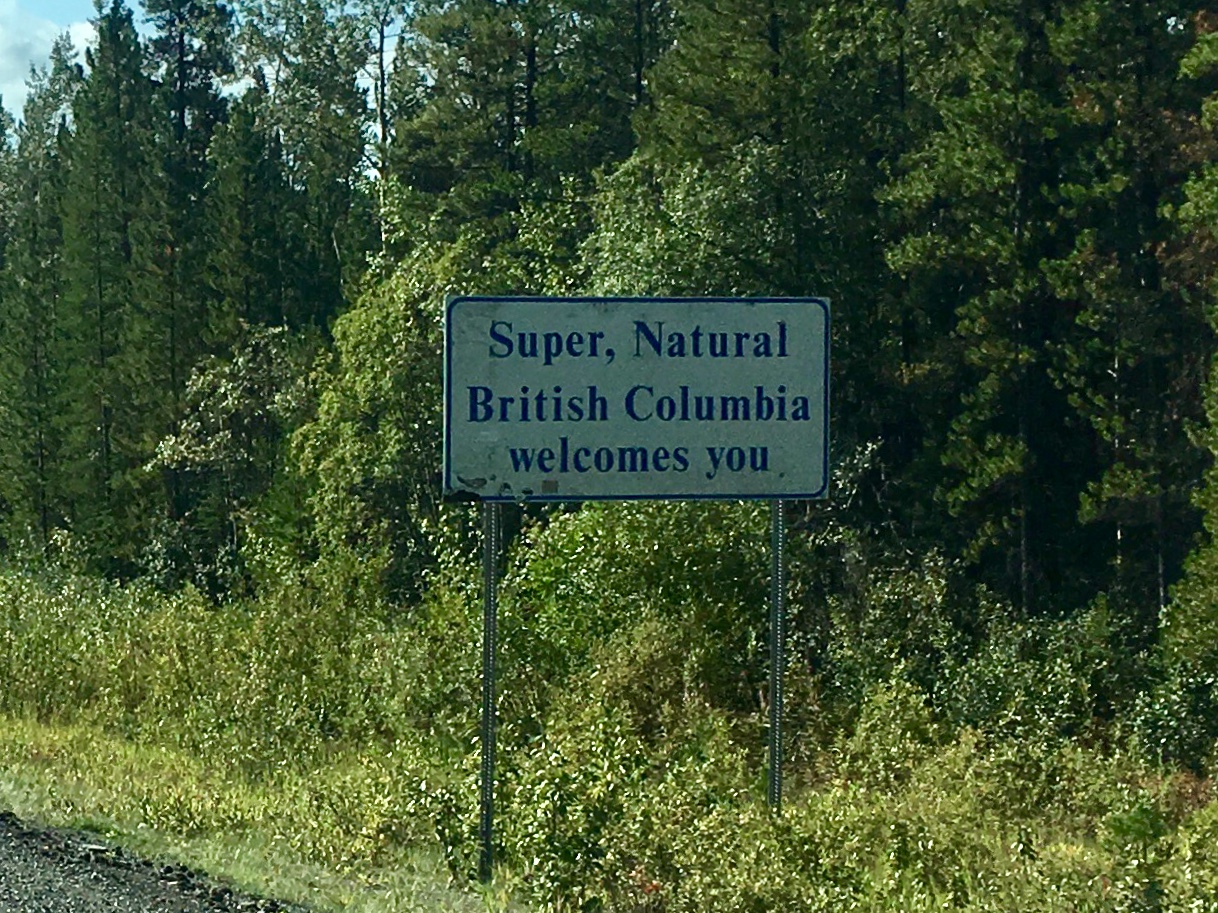 Super, Natural
British Columbia
welcomes you